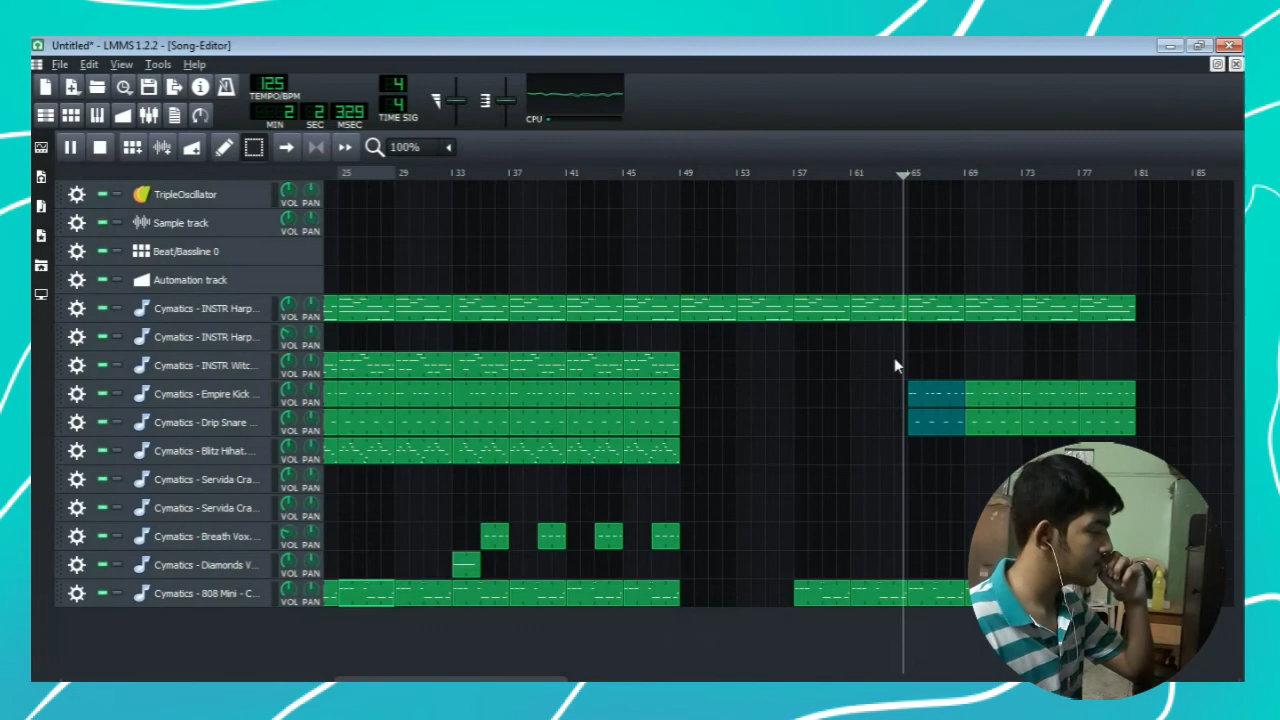 Untitled* - LMMS 1.2.2 - [Song-Editor]
File Edit View Tools Help
125
TEMPO/BPM
2 2 329
MIN SEC MSEC
4
4
TIME SIG
CPU
100%
25 29 33 37 41 45 49 53 57 61 65 69 73 77 81 85
TripleOscillator VOL PAN
Sample track VOL PAN
Beat/Bassline 0
Automation track
Cymatics - INSTR Harp... VOL PAN
Cymatics - INSTR Harp... VOL PAN
Cymatics - INSTR Witc... VOL PAN
Cymatics - Empire Kick ... VOL PAN
Cymatics - Drip Snare ... VOL PAN
Cymatics - Blitz Hihat.... VOL PAN
Cymatics - Servida Cra... VOL PAN
Cymatics - Servida Cra... VOL PAN
Cymatics - Breath Vox.... VOL PAN
Cymatics - Diamonds V... VOL PAN
Cymatics - 808 Mini - C... VOL PAN